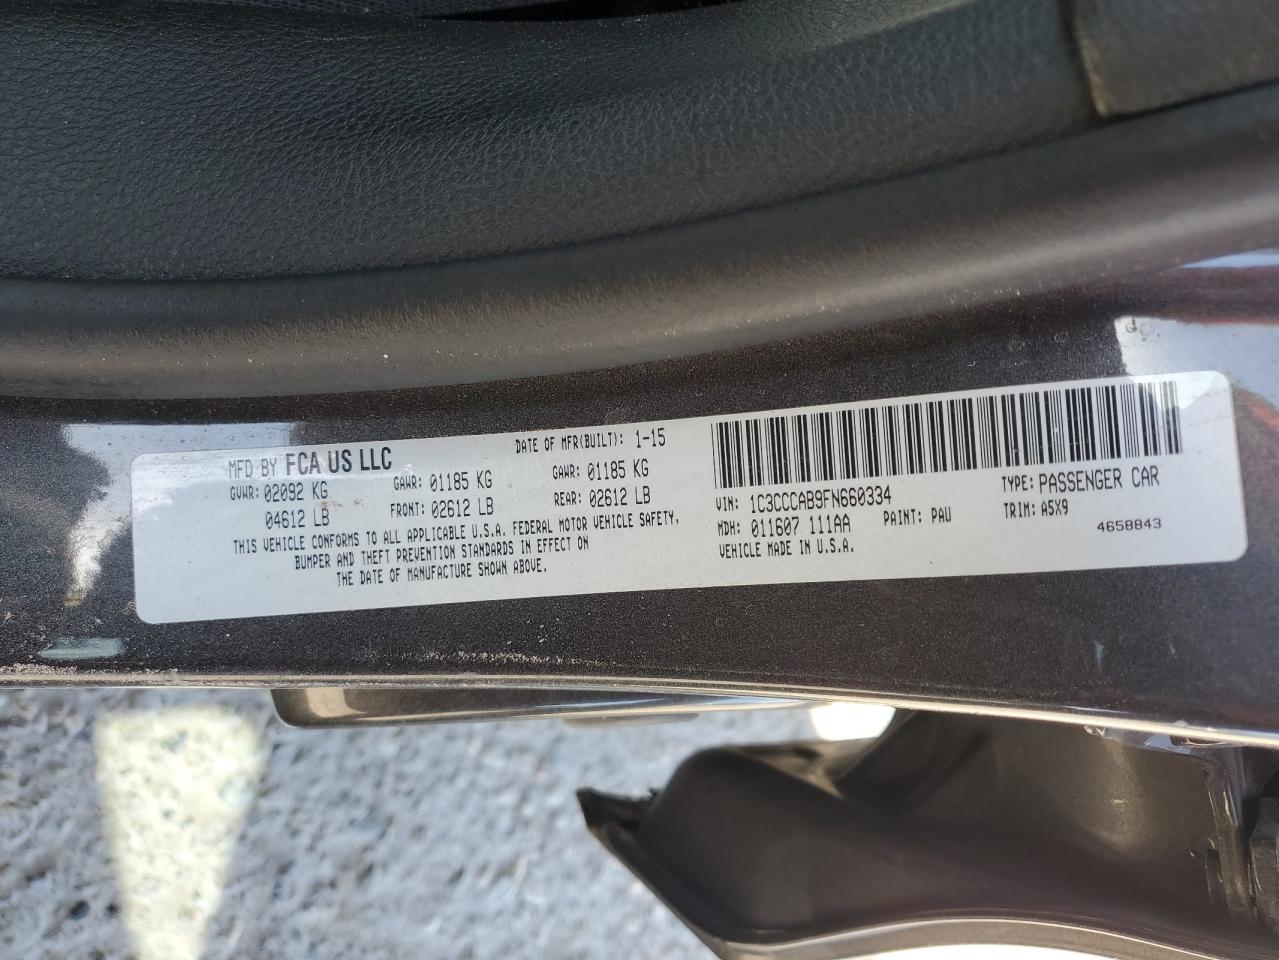 MFD BY FCA US LLC DATE OF MFR(BUILT): 1-15
GVWR: 02092 KG GAWR: 01185 KG GAWR: 01185 KG
04612 LB FRONT: 02612 LB REAR: 02612 LB
THIS VEHICLE CONFORMS TO ALL APPLICABLE U.S.A. FEDERAL MOTOR VEHICLE SAFETY,
BUMPER AND THEFT PREVENTION STANDARDS IN EFFECT ON
THE DATE OF MANUFACTURE SHOWN ABOVE.
VIN: 1C3CCCAB9FN660334 TYPE: PASSENGER CAR
MDH: 011607 111AA PAINT: PAU TRIM: ASX9
VEHICLE MADE IN U.S.A. 4658843